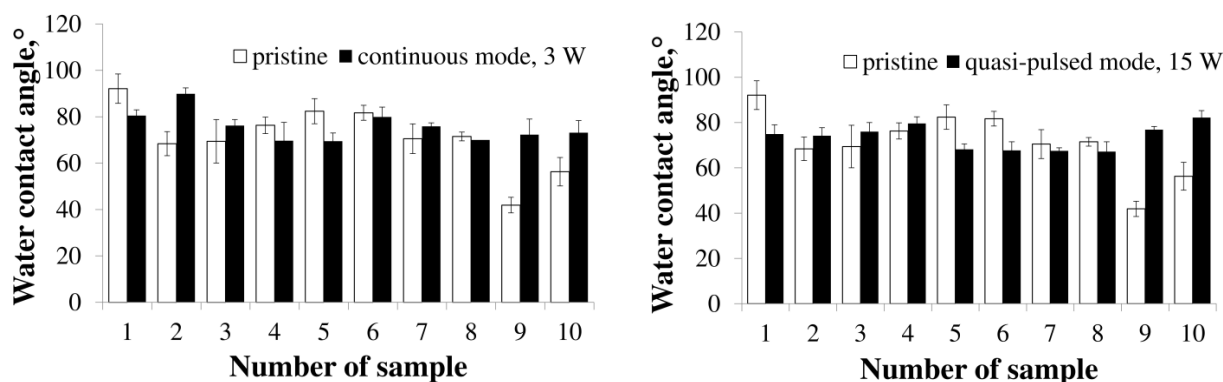 Water contact angle,°
120
100
80
60
40
20
0
pristine continuous mode, 3 W
1 2 3 4 5 6 7 8 9 10
Number of sample
Water contact angle,°
120
100
80
60
40
20
0
pristine quasi-pulsed mode, 15 W
1 2 3 4 5 6 7 8 9 10
Number of sample